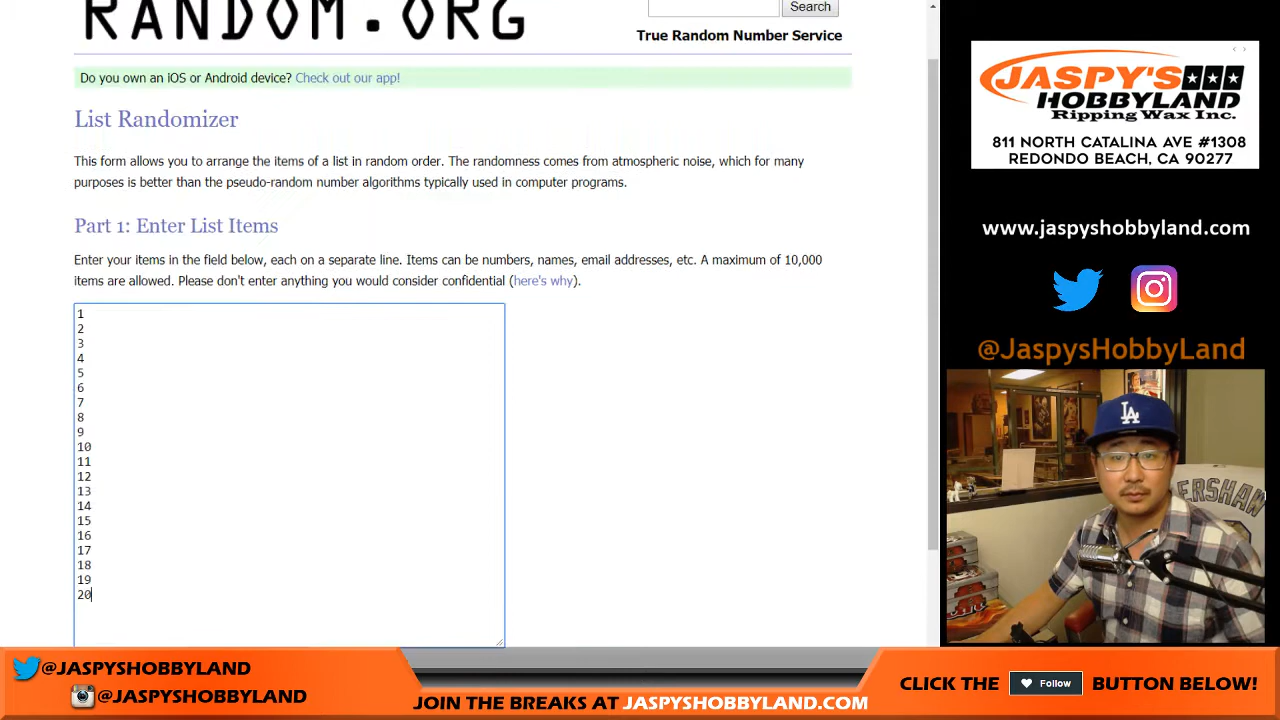 RANDOM.ORG
Search
True Random Number Service
Do you own an iOS or Android device? Check out our app!
List Randomizer
This form allows you to arrange the items of a list in random order. The randomness comes from atmospheric noise, which for many
purposes is better than the pseudo-random number algorithms typically used in computer programs.
Part 1: Enter List Items
Enter your items in the field below, each on a separate line. Items can be numbers, names, email addresses, etc. A maximum of 10,000
items are allowed. Please don't enter anything you would consider confidential (here's why).
1
2
3
4
5
6
7
8
9
10
11
12
13
14
15
16
17
18
19
20
JASPY'S
HOBBYLAND
Ripping Wax Inc.
811 NORTH CATALINA AVE #1308
REDONDO BEACH, CA 90277
www.jaspyshobbyland.com
@JaspysHobbyLand
LA
ERSHAW
@JASPYSHOBBYLAND
@JASPYSHOBBYLAND
JOIN THE BREAKS AT JASPYSHOBBYLAND.COM
CLICK THE Follow BUTTON BELOW!